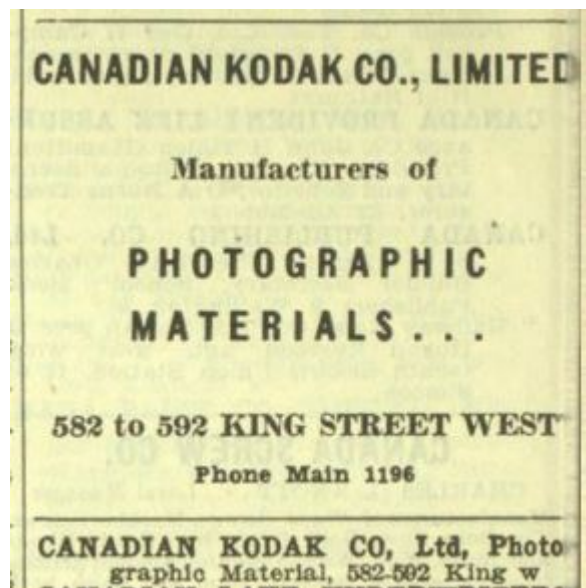 CANADIAN KODAK CO., LIMITED
Manufacturers of
PHOTOGRAPHIC
MATERIALS...
582 to 592 KING STREET WEST
Phone Main 1196
CANADIAN KODAK CO, Ltd, Photo
graphic Material, 582-592 King w